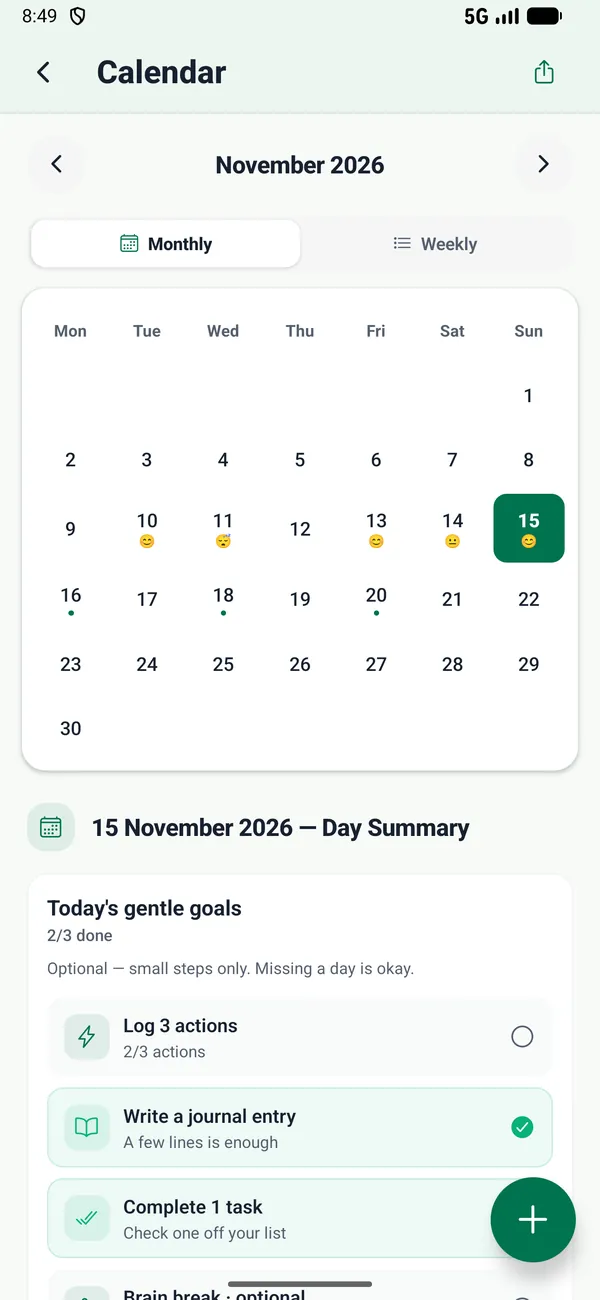 8:49 5G
Calendar
November 2026
Monthly Weekly
Mon Tue Wed Thu Fri Sat Sun
1
2 3 4 5 6 7 8
9 10 11 12 13 14 15
😊 😴 😊 😐 😊
16 17 18 19 20 21 22
23 24 25 26 27 28 29
30
15 November 2026 — Day Summary
Today's gentle goals
2/3 done
Optional — small steps only. Missing a day is okay.
Log 3 actions
2/3 actions
Write a journal entry
A few lines is enough
Complete 1 task
Check one off your list
Brain break · optional